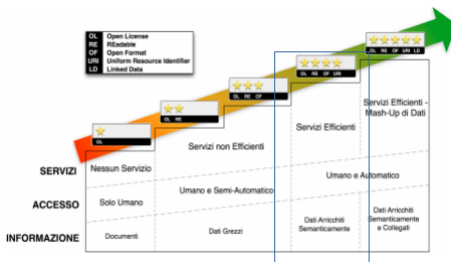 OL Open License
RE REadable
OF Open Format
URI Uniform Resource Identifier
LD Linked Data
OL RE OF URI LD
OL RE OF URI
OL RE OF
OL RE
OL
Servizi Efficienti -
Mash-Up di Dati
Servizi Efficienti
Servizi non Efficienti
SERVIZI Nessun Servizio
Umano e Automatico
Umano e Semi-Automatico
ACCESSO Solo Umano
Dati Arricchiti
Semanticamente
e Collegati
Dati Arricchiti
Semanticamente
Dati Grezzi
INFORMAZIONE Documenti